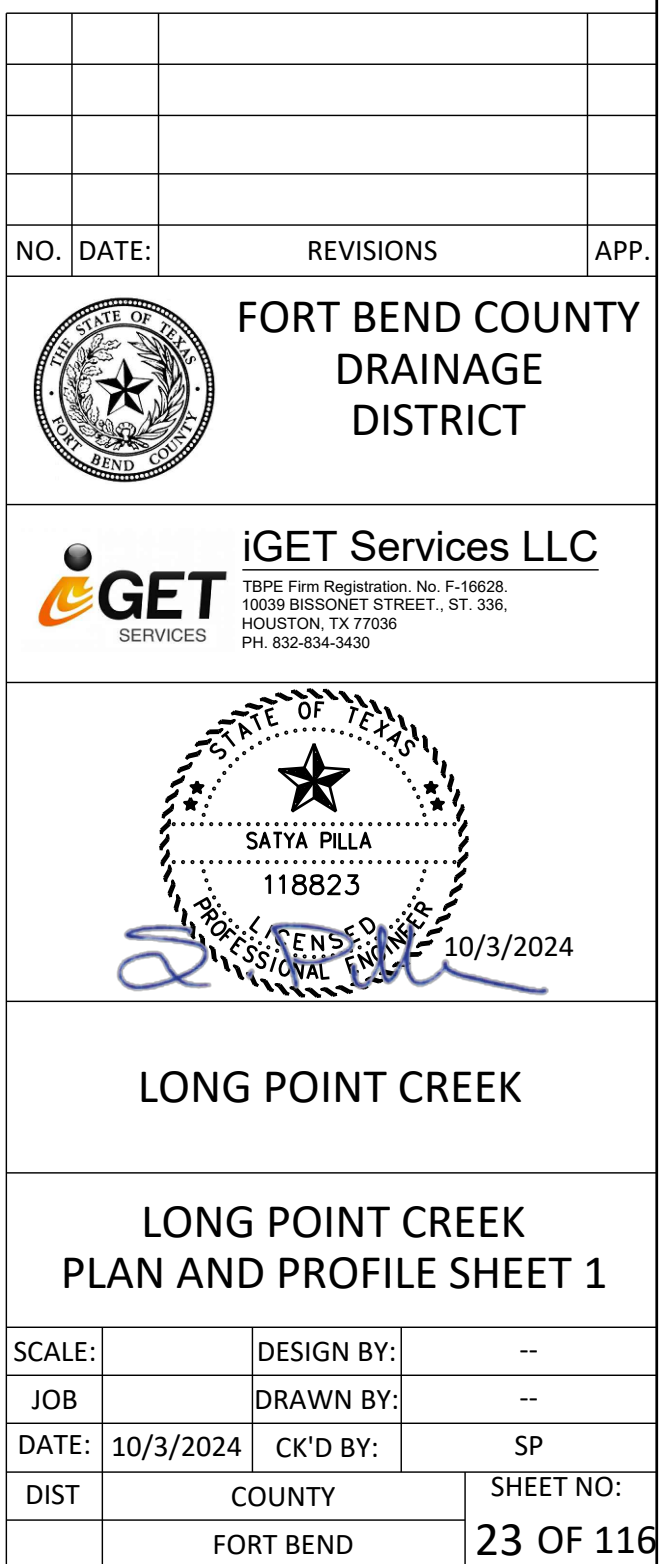 NO. DATE: REVISIONS APP.
THE STATE OF TEXAS
FORT BEND COUNTY
FORT BEND COUNTY
DRAINAGE
DISTRICT
iGET
SERVICES
iGET Services LLC
TBPE Firm Registration. No. F-16628.
10039 BISSONET STREET., ST. 336,
HOUSTON, TX 77036
PH. 832-834-3430
STATE OF TEXAS
SATYA PILLA
118823
LICENSED
PROFESSIONAL ENGINEER
S. Pilla
10/3/2024
LONG POINT CREEK
LONG POINT CREEK
PLAN AND PROFILE SHEET 1
SCALE: DESIGN BY: --
JOB DRAWN BY: --
DATE: 10/3/2024 CK'D BY: SP
DIST COUNTY SHEET NO:
FORT BEND 23 OF 116